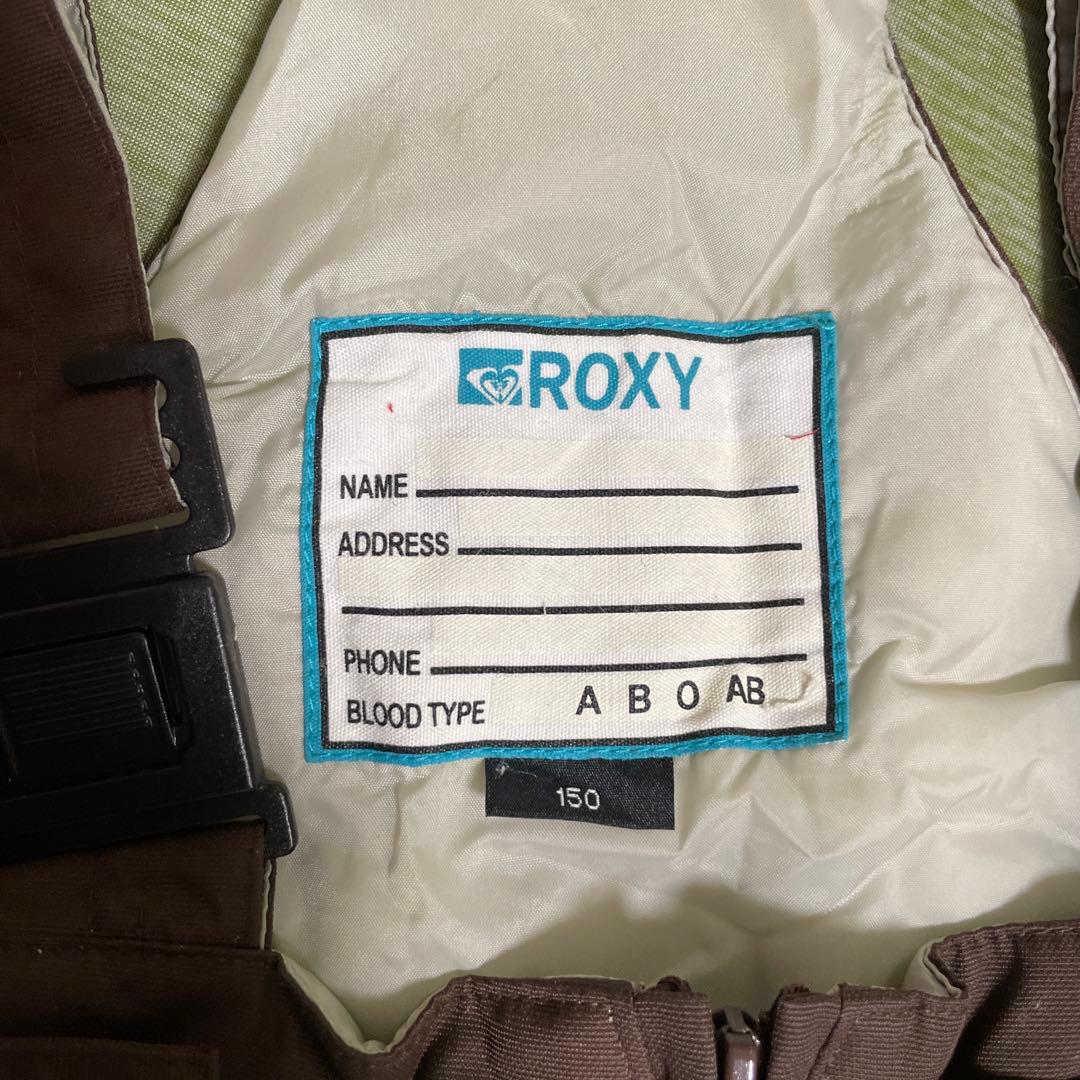 ROXY
NAME
ADDRESS
PHONE
BLOOD TYPE A B O AB
150